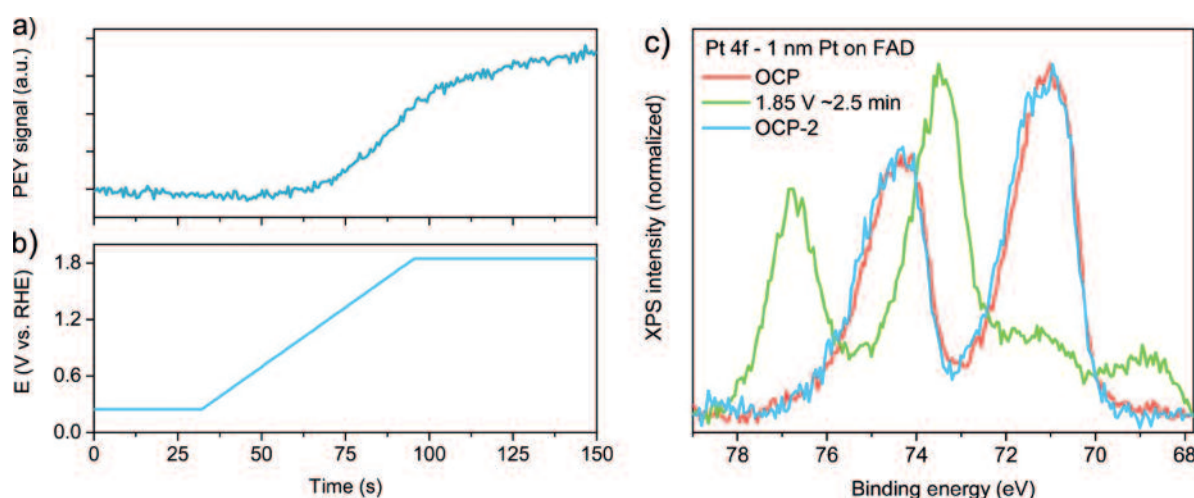 a)
PEY signal (a.u.)
b)
E (V vs. RHE)
1.8
1.2
0.6
0.0
0 25 50 75 100 125 150
Time (s)
c)
Pt 4f - 1 nm Pt on FAD
OCP
1.85 V ~2.5 min
OCP-2
XPS intensity (normalized)
78 76 74 72 70 68
Binding energy (eV)